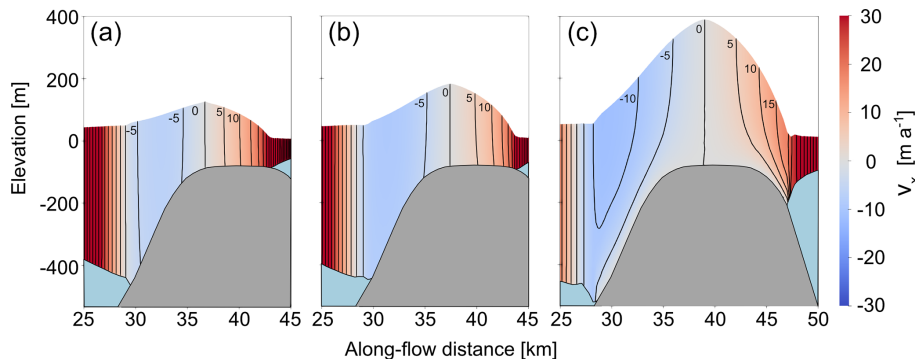 (a) (b) (c)
400
200
0
-200
-400
Elevation [m]
-5 -5 0 5 10
-5 0 5 10
-10 -5 0 5 10 15
25 30 35 40 45
25 30 35 40 45
25 30 35 40 45 50
Along-flow distance [km]
30
20
10
0
-10
-20
-30
vₓ [m a⁻¹]